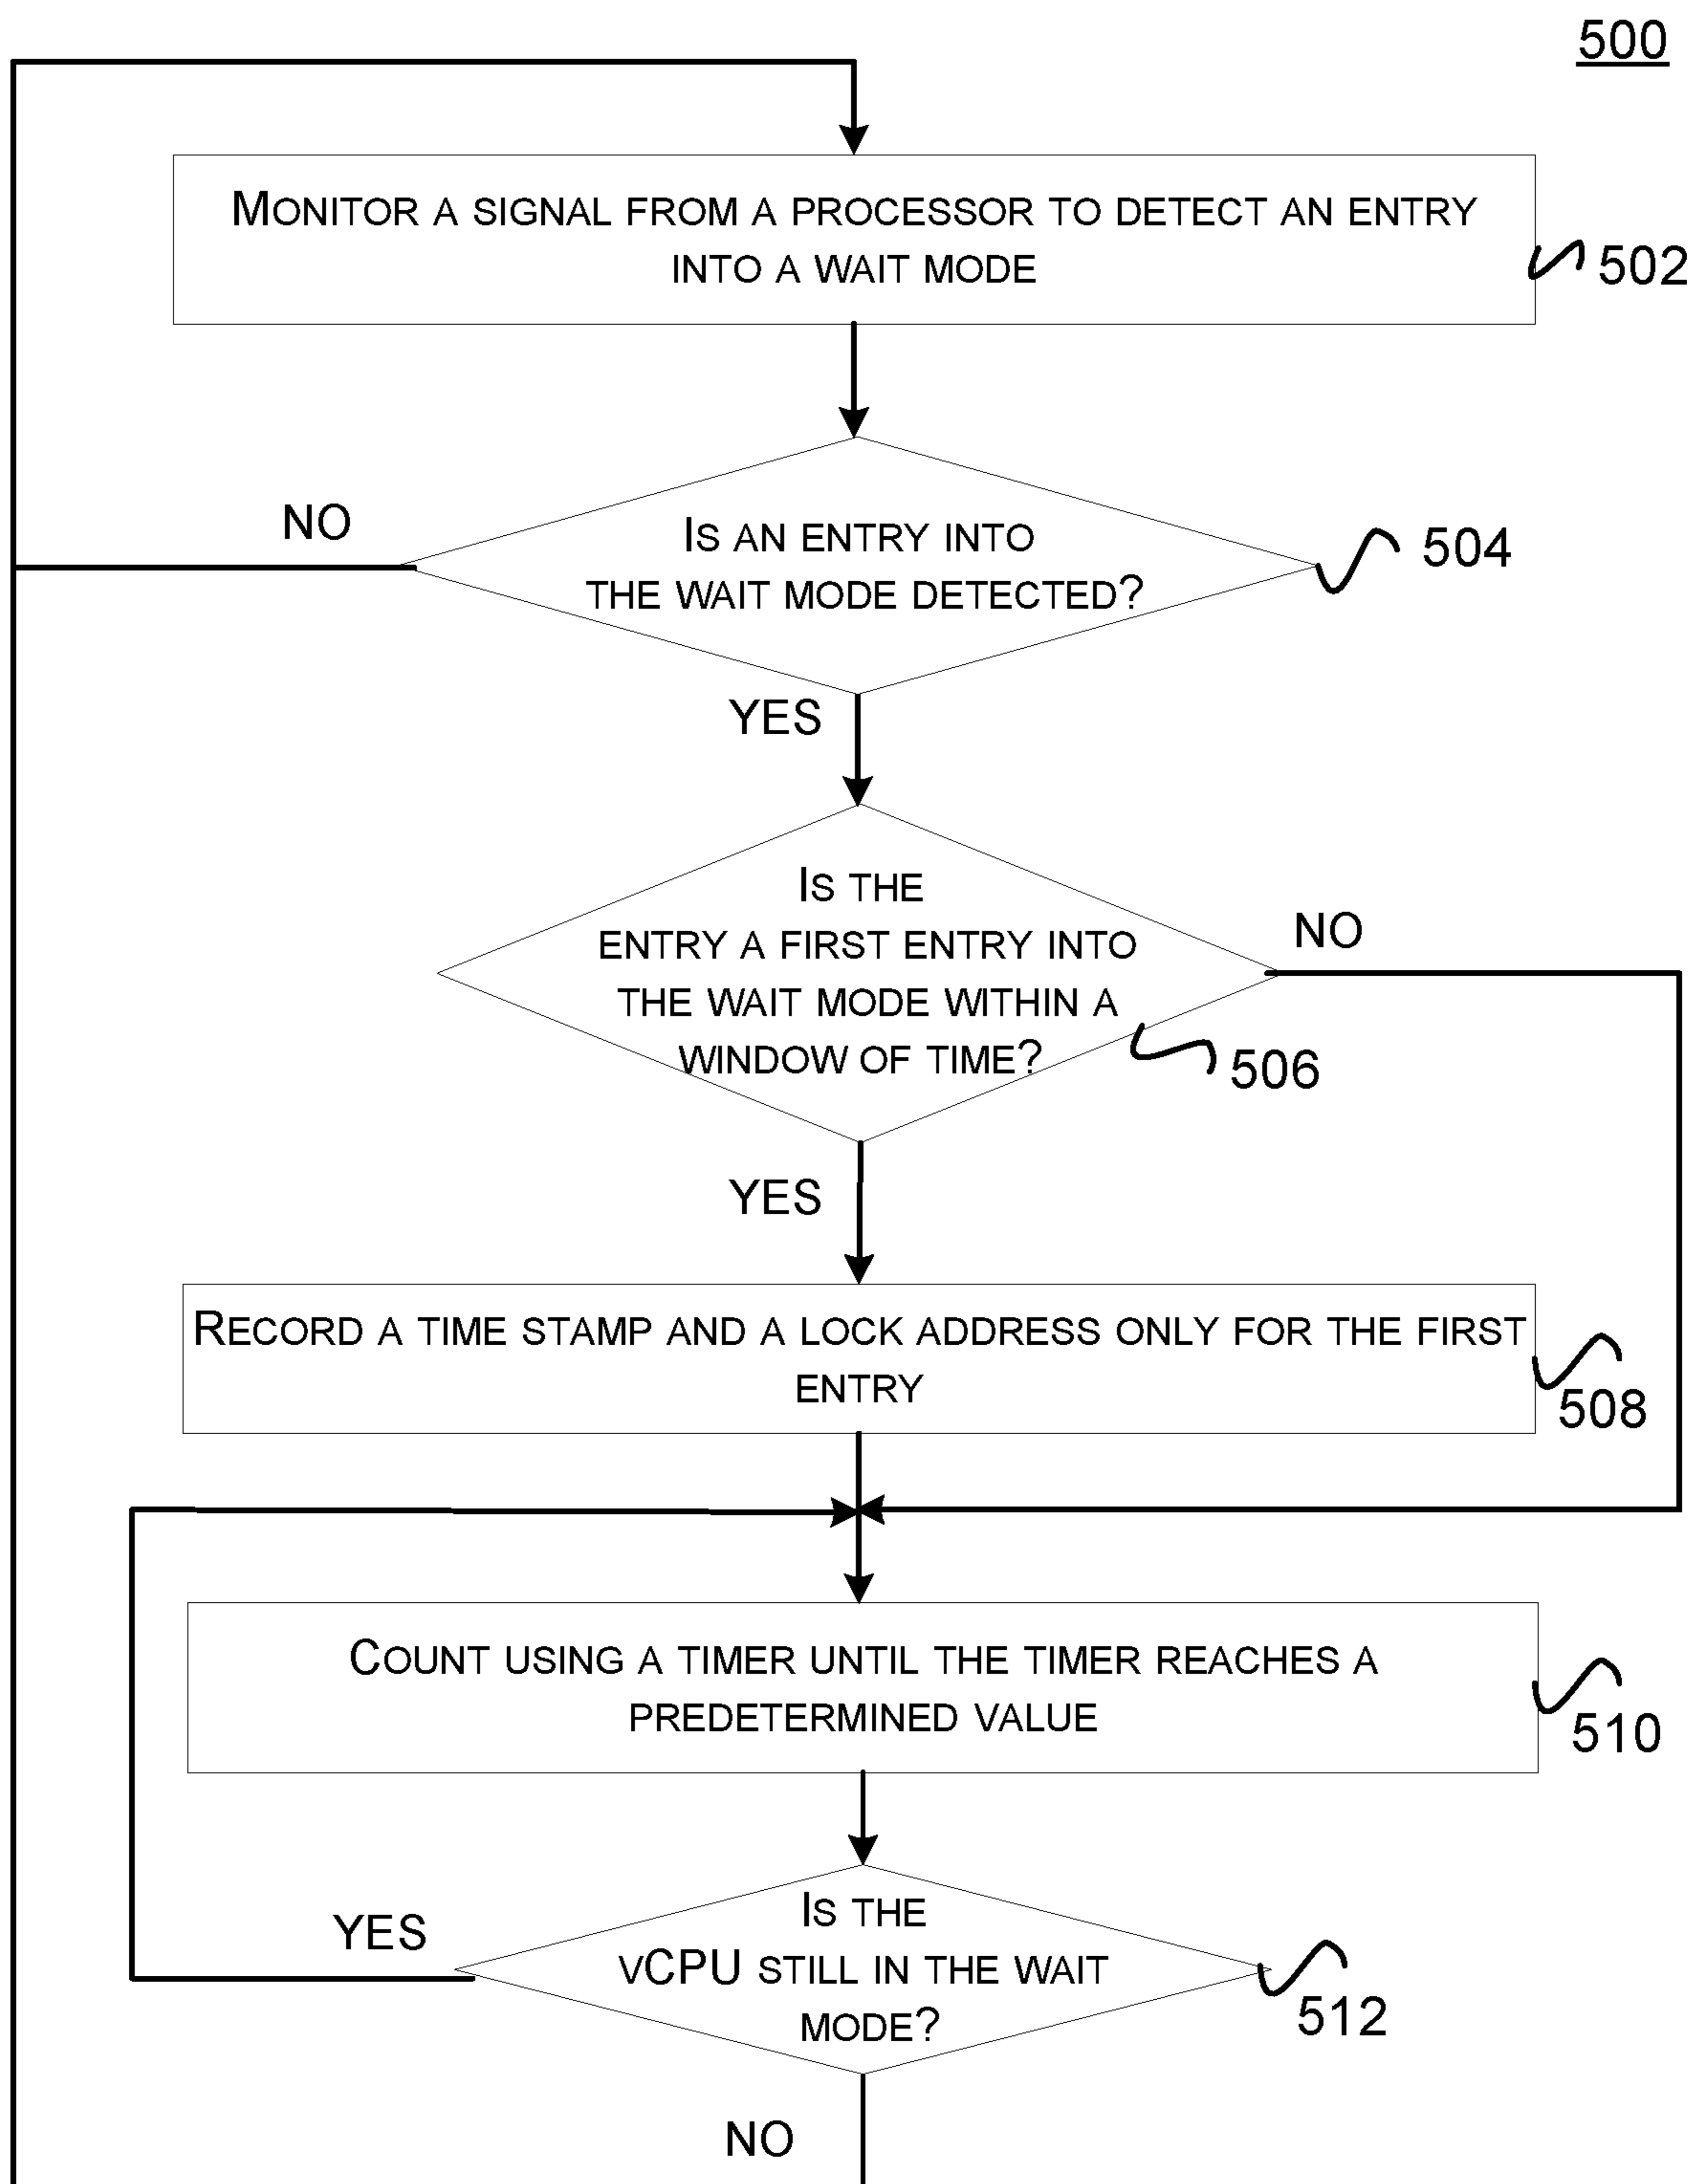 500
MONITOR A SIGNAL FROM A PROCESSOR TO DETECT AN ENTRY
INTO A WAIT MODE
502
NO
IS AN ENTRY INTO
THE WAIT MODE DETECTED?
504
YES
IS THE
ENTRY A FIRST ENTRY INTO
THE WAIT MODE WITHIN A
WINDOW OF TIME?
NO
506
YES
RECORD A TIME STAMP AND A LOCK ADDRESS ONLY FOR THE FIRST
ENTRY
508
COUNT USING A TIMER UNTIL THE TIMER REACHES A
PREDETERMINED VALUE
510
YES
IS THE
VCPU STILL IN THE WAIT
MODE?
512
NO